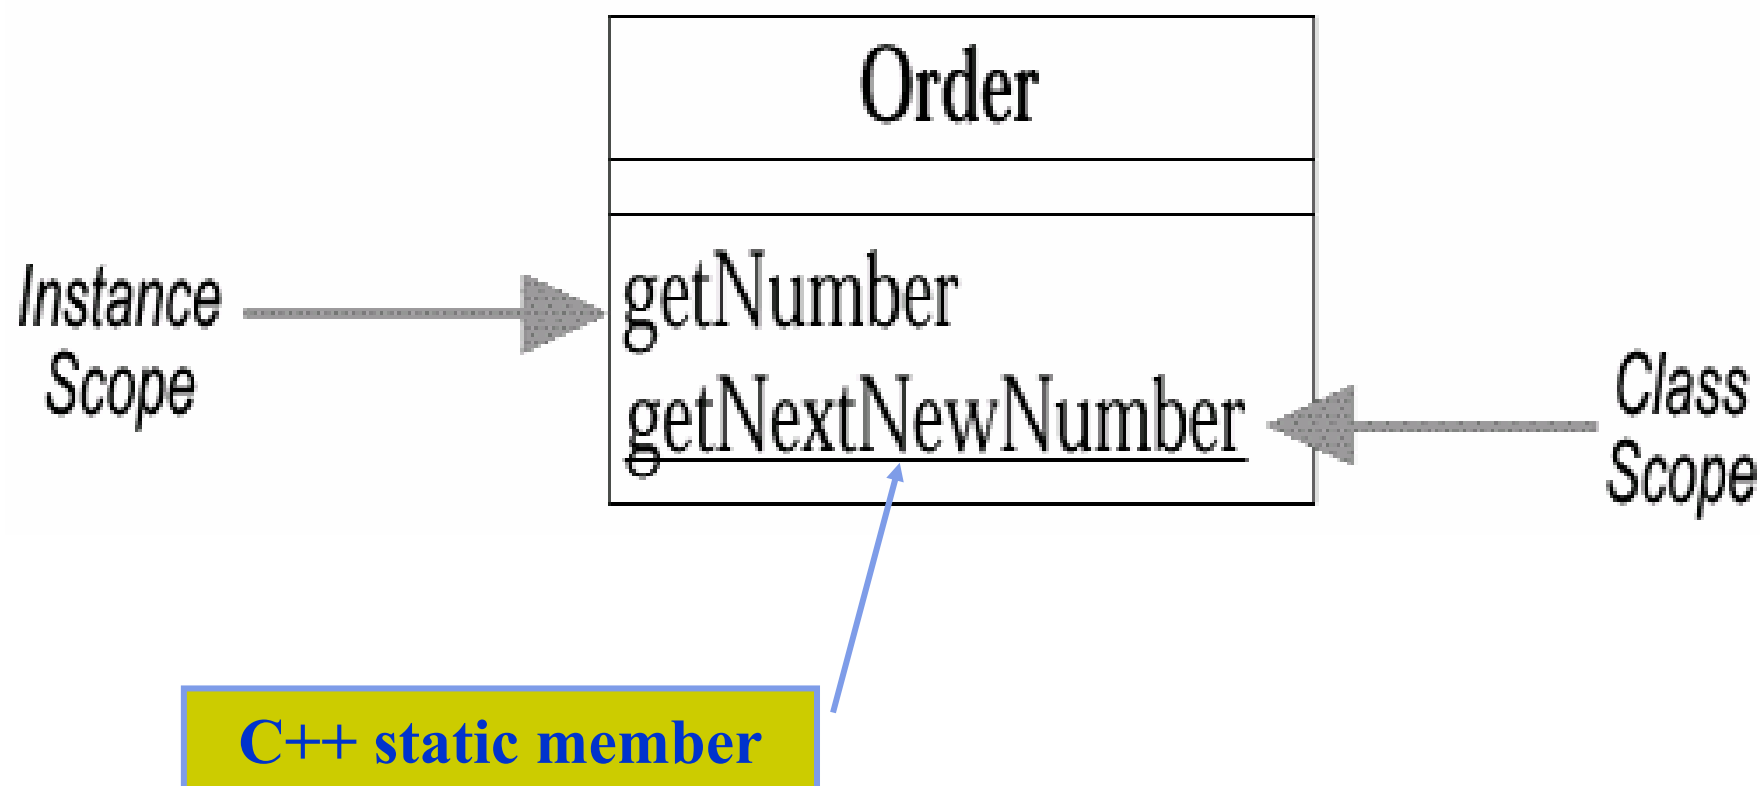 Order
Instance
Scope
getNumber
getNextNewNumber
Class
Scope
C++ static member